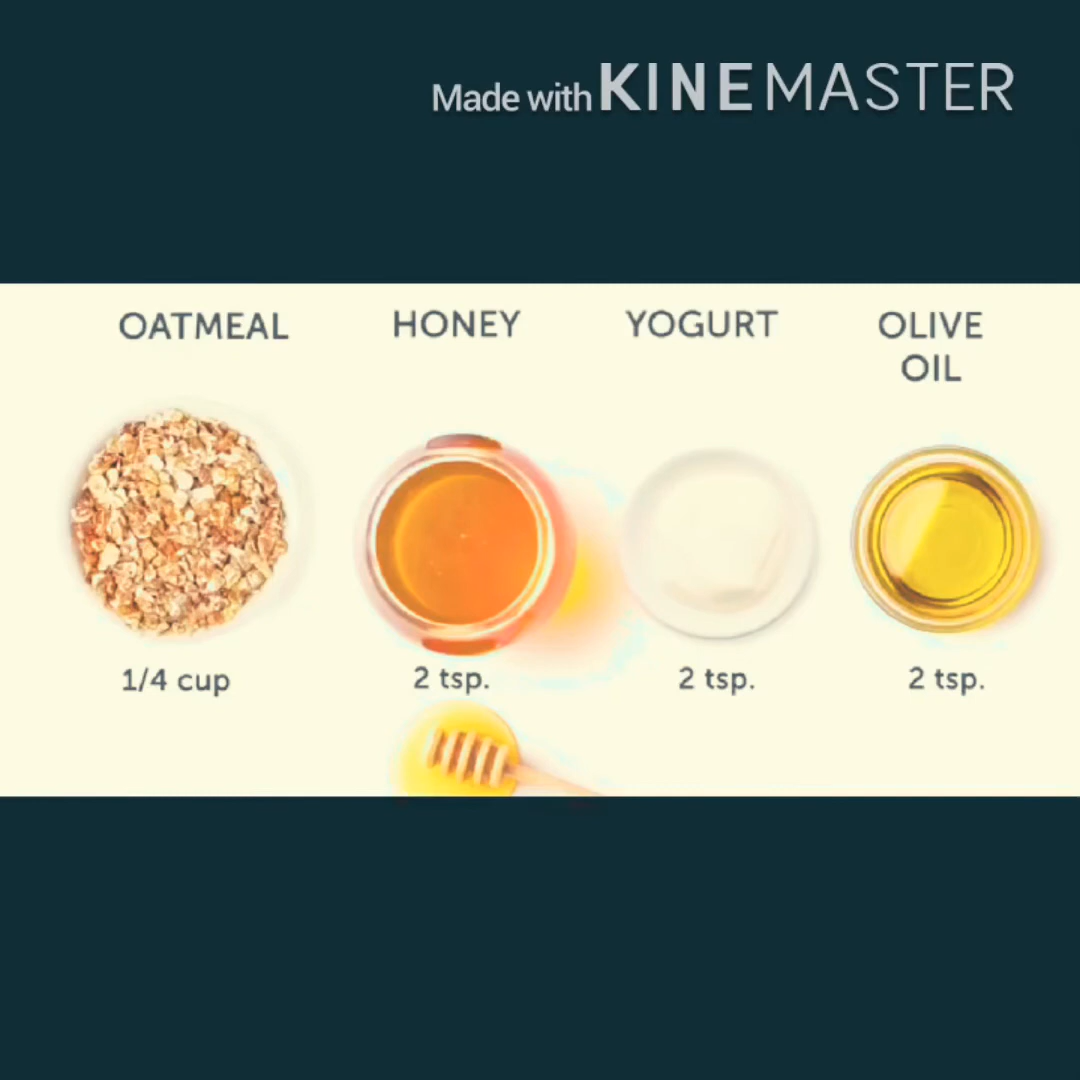 Made with KINEMASTER
OATMEAL
HONEY
YOGURT
OLIVE
OIL
1/4 cup
2 tsp.
2 tsp.
2 tsp.